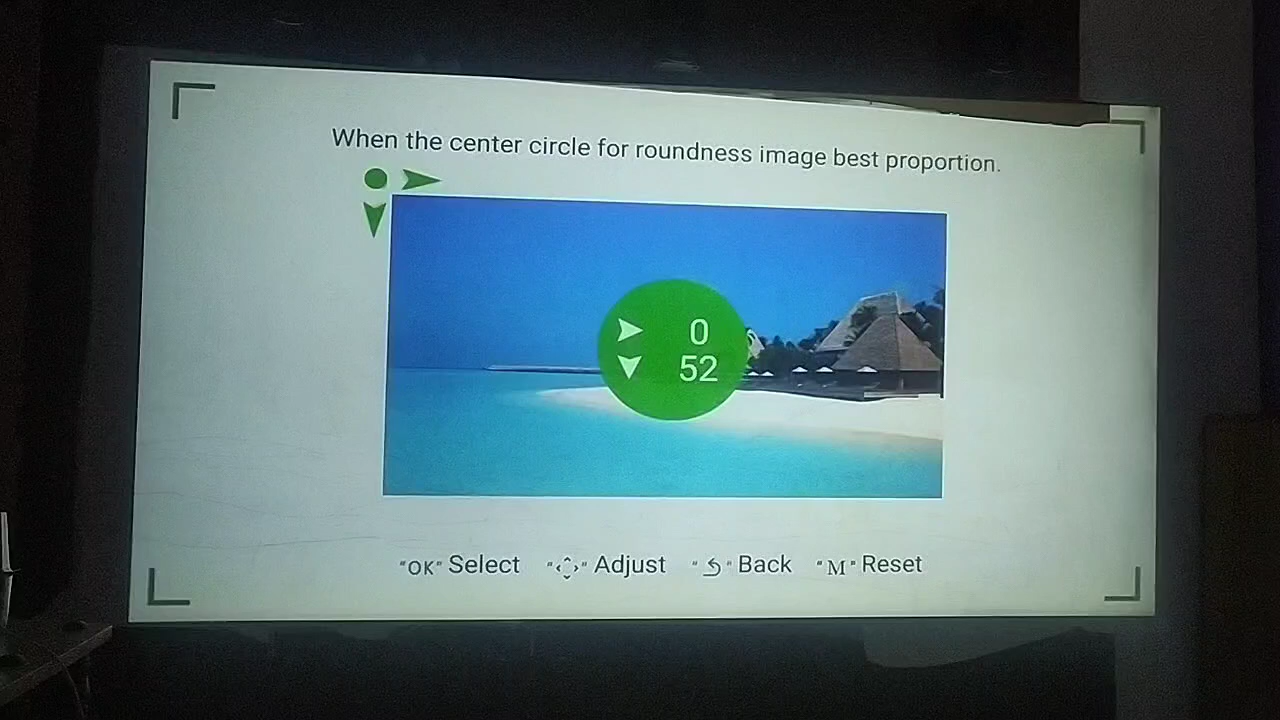 When the center circle for roundness image best proportion.
0
52
"OK" Select "<>" Adjust "" Back "M" Reset